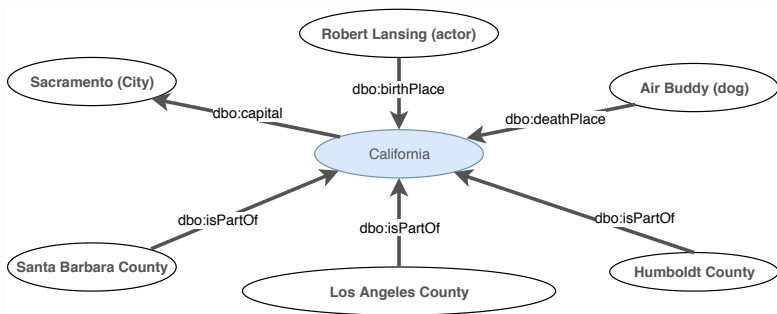 Robert Lansing (actor)
Sacramento (City)
dbo:birthPlace
Air Buddy (dog)
dbo:capital
dbo:deathPlace
California
dbo:isPartOf
dbo:isPartOf
dbo:isPartOf
Santa Barbara County
Los Angeles County
Humboldt County